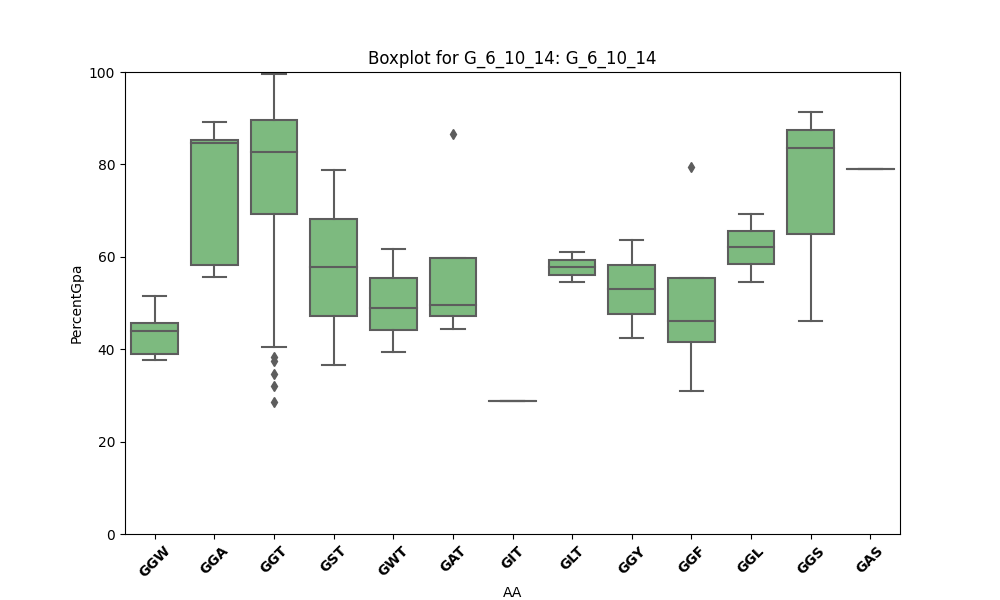 Boxplot for G_6_10_14: G_6_10_14
PercentGpa
100
80
60
40
20
0
GGW GGA GGT GST GWT GAT GIT GLT GGY GGF GGL GGS GAS
AA